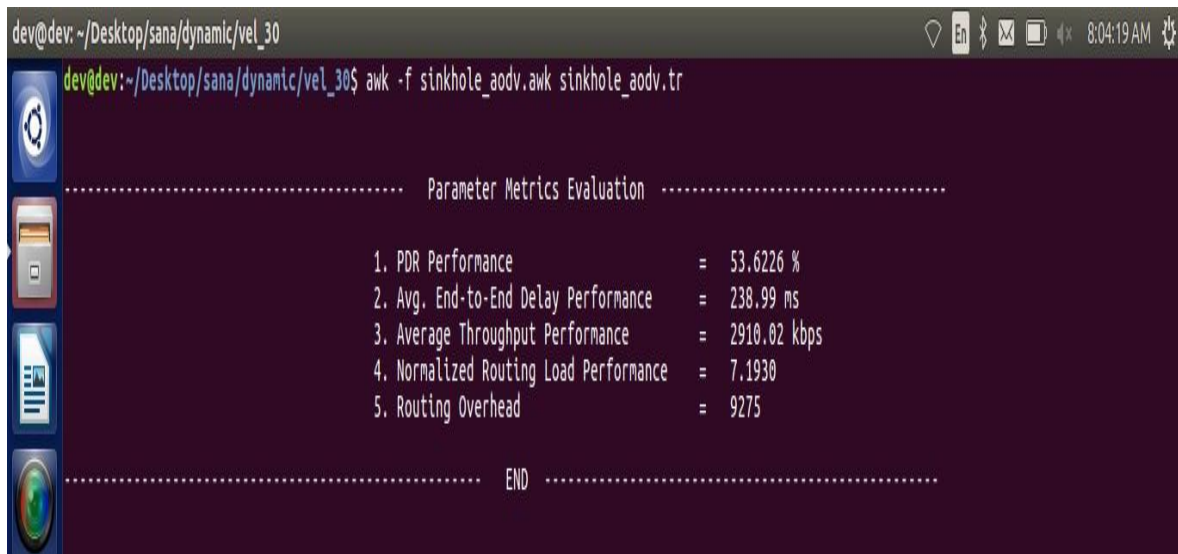 dev@dev: ~/Desktop/sana/dynamic/vel_30 En 8:04:19 AM
dev@dev:~/Desktop/sana/dynamic/vel_30$ awk -f sinkhole_aodv.awk sinkhole_aodv.tr
------------------------------------------- Parameter Metrics Evaluation ------------------------------------
1. PDR Performance = 53.6226 %
2. Avg. End-to-End Delay Performance = 238.99 ms
3. Average Throughput Performance = 2910.02 kbps
4. Normalized Routing Load Performance = 7.1930
5. Routing Overhead = 9275
----------------------------------------------------- END --------------------------------------------------